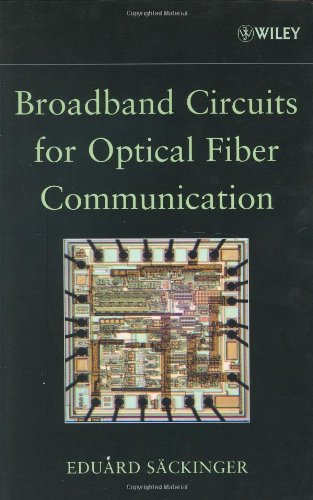 WILEY
Broadband Circuits
for Optical Fiber
Communication
EDUARD SÄCKINGER